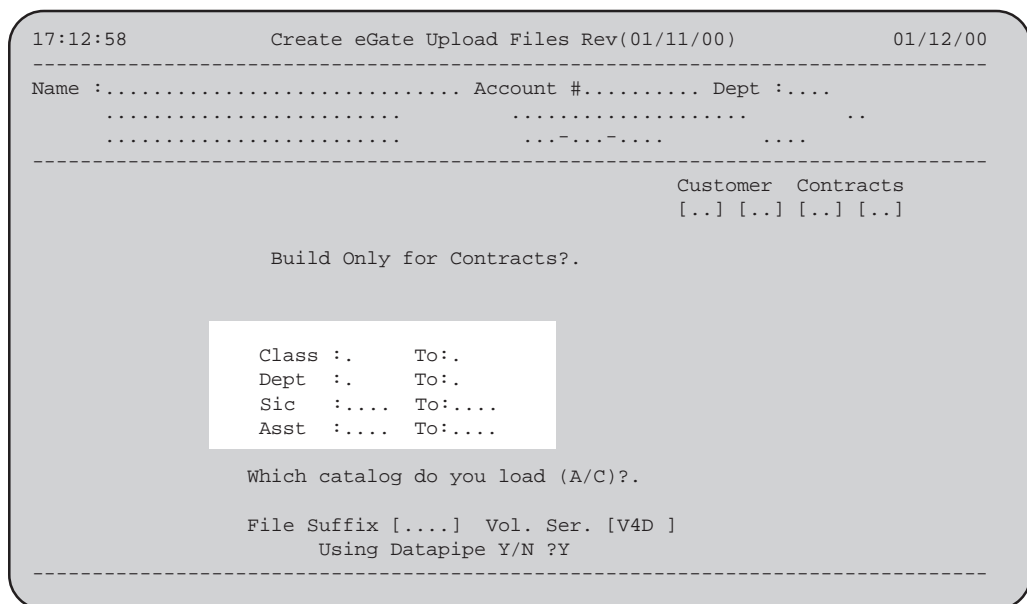 17:12:58 Create eGate Upload Files Rev(01/11/00) 01/12/00
--------------------------------------------------------------------------------
Name :.............................. Account #.......... Dept :....
......................... .................... ..
......................... ...-...-.... ....
--------------------------------------------------------------------------------
Customer Contracts
[..] [..] [..] [..]
Build Only for Contracts?.
Class :. To:.
Dept :. To:.
Sic :.... To:....
Asst :.... To:....
Which catalog do you load (A/C)?.
File Suffix [....] Vol. Ser. [V4D ]
Using Datapipe Y/N ?Y
--------------------------------------------------------------------------------